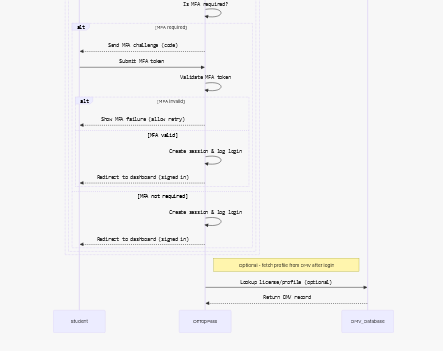 Is MFA required?
alt
[MFA required]
Send MFA challenge (code)
Submit MFA token
Validate MFA token
alt
[MFA invalid]
Show MFA failure (allow retry)
[MFA valid]
Create session & log login
Redirect to dashboard (signed in)
[MFA not required]
Create session & log login
Redirect to dashboard (signed in)
optional - fetch profile from DMV after login
Lookup license/profile (optional)
Return DMV record
student
DMV_Database